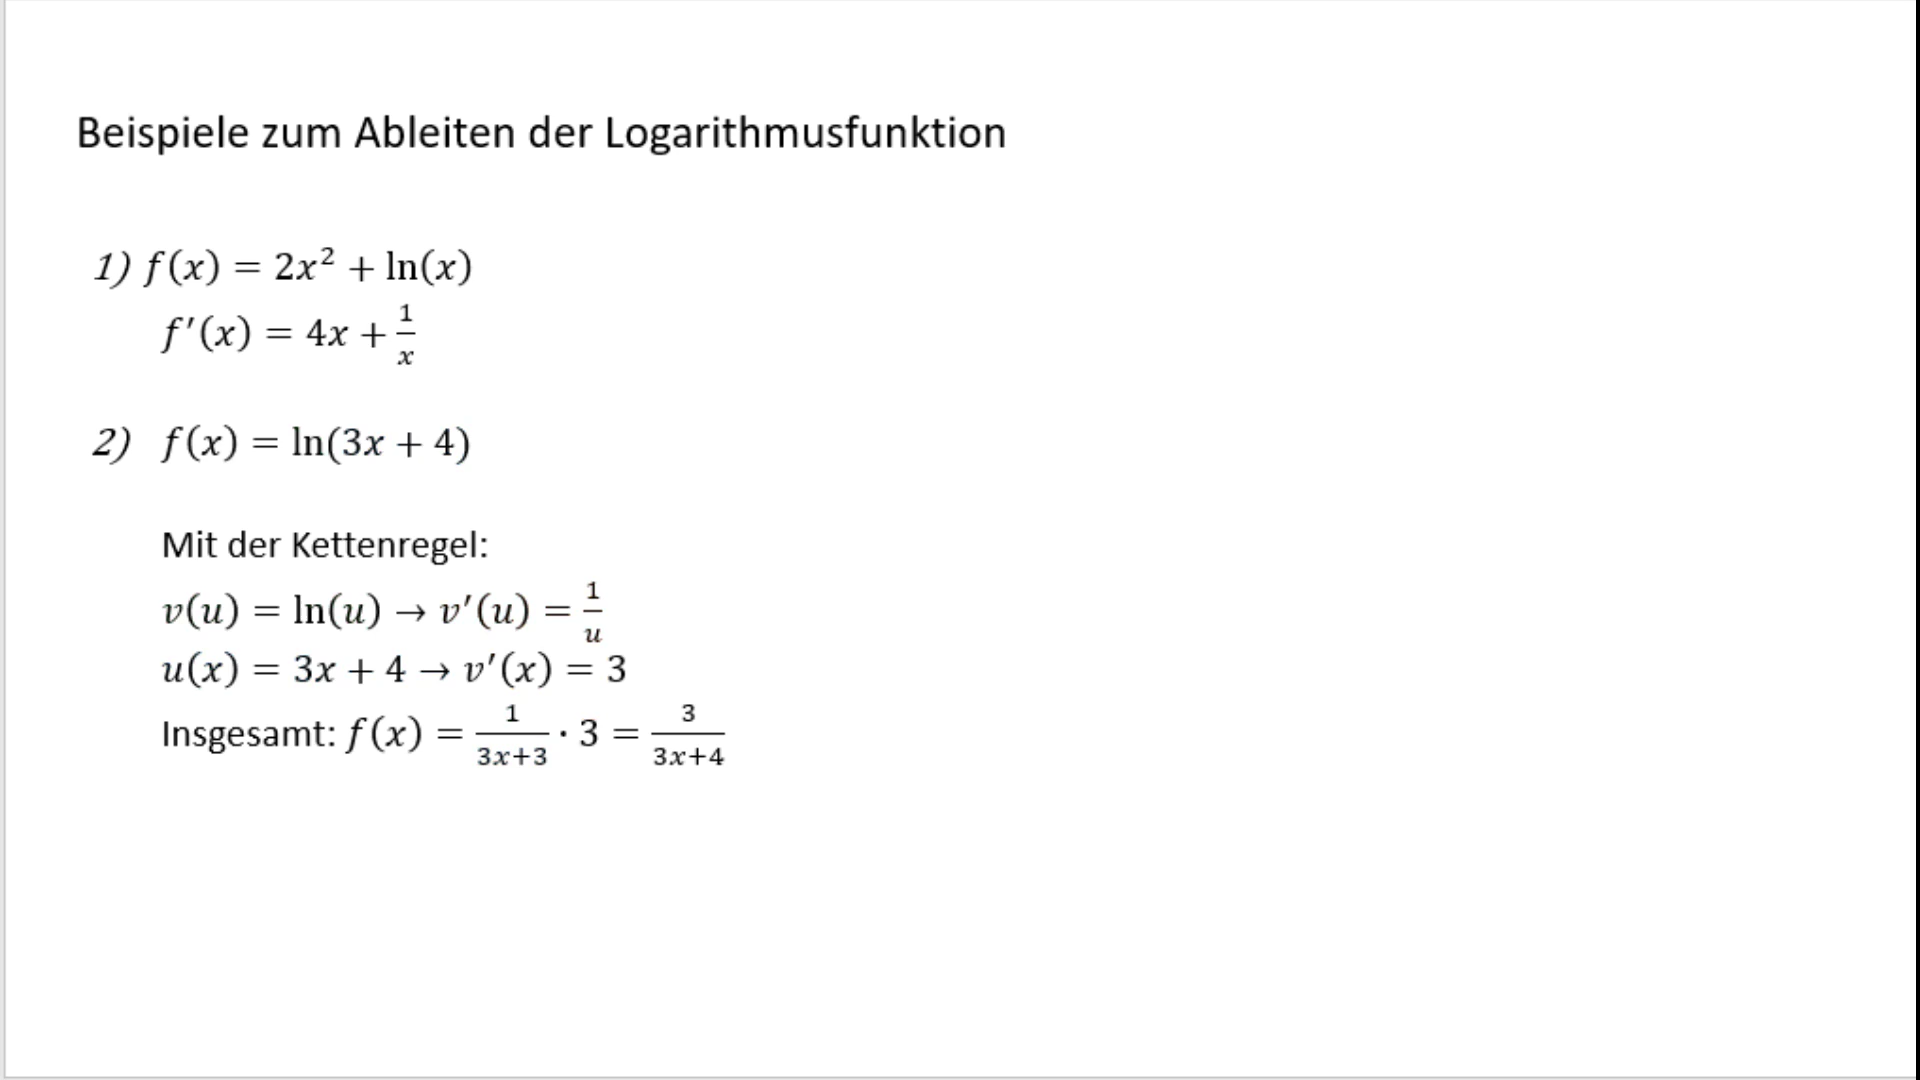 Beispiele zum Ableiten der Logarithmusfunktion
1) f(x) = 2x² + ln(x)
f′(x) = 4x + 1/x
2) f(x) = ln(3x + 4)
Mit der Kettenregel:
v(u) = ln(u) → v′(u) = 1/u
u(x) = 3x + 4 → v′(x) = 3
Insgesamt: f(x) = 1/(3x+3) · 3 = 3/(3x+4)